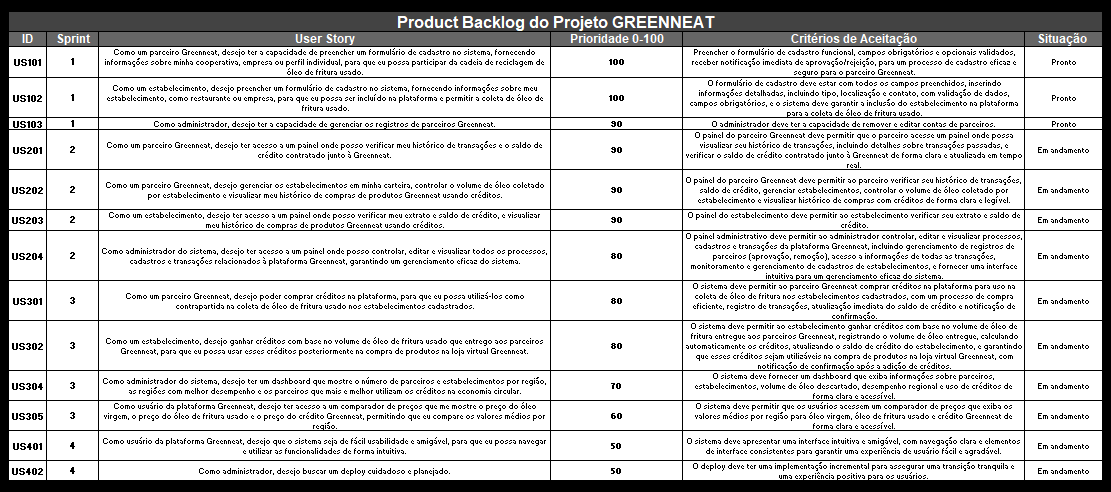 Product Backlog do Projeto GREENNEAT
ID Sprint User Story Prioridade 0-100 Critérios de Aceitação Situação
US101 1 100 Pronto
Como um parceiro Greenneat, desejo ter a capacidade de preencher um formulário de cadastro no sistema, fornecendo
informações sobre minha cooperativa, empresa ou perfil individual, para que eu possa participar da cadeia de reciclagem de
óleo de fritura usado.
Preencher o formulário de cadastro funcional, campos obrigatórios e opcionais validados,
receber notificação imediata de aprovação/rejeição, para um processo de cadastro eficaz e
seguro para o parceiro Greenneat.
US102 1 100 Pronto
Como um estabelecimento, desejo preencher um formulário de cadastro no sistema, fornecendo informações sobre meu
estabelecimento, como restaurante ou empresa, para que eu possa ser incluído na plataforma e permitir a coleta de óleo de
fritura usado.
O formulário de cadastro deve estar com todos os campos preenchidos, inserindo
informações detalhadas, incluindo tipo, localização e contato, com validação de dados,
campos obrigatórios, e o sistema deve garantir a inclusão do estabelecimento na plataforma
para a coleta de óleo de fritura usado.
US103 1 90 Pronto
Como administrador, desejo ter a capacidade de gerenciar os registros de parceiros Greenneat.
O administrador deve ter a capacidade de remover e editar contas de parceiros.
US201 2 90 Em andamento
Como um parceiro Greenneat, desejo ter acesso a um painel onde posso verificar meu histórico de transações e o saldo de
crédito contratado junto à Greenneat.
O painel do parceiro Greenneat deve permitir que o parceiro acesse um painel onde possa
visualizar seu histórico de transações, incluindo detalhes sobre transações passadas, e
verificar o saldo de crédito contratado junto à Greenneat de forma clara e atualizada em tempo
real.
US202 2 90 Em andamento
Como um parceiro Greenneat, desejo gerenciar os estabelecimentos em minha carteira, controlar o volume de óleo coletado
por estabelecimento e visualizar meu histórico de compras de produtos Greenneat usando créditos.
O painel do parceiro Greenneat deve permitir ao parceiro verificar seu histórico de transações,
saldo de crédito, gerenciar estabelecimentos, controlar o volume de óleo coletado por
estabelecimento e visualizar histórico de compras com créditos de forma clara e legível.
US203 2 90 Em andamento
Como um estabelecimento, desejo ter acesso a um painel onde posso verificar meu extrato e saldo de crédito, e visualizar
meu histórico de compras de produtos Greenneat usando créditos.
O painel do estabelecimento deve permitir ao estabelecimento verificar seu extrato e saldo de
crédito.
US204 2 80 Em andamento
Como administrador do sistema, desejo ter acesso a um painel onde posso controlar, editar e visualizar todos os processos,
cadastros e transações relacionados à plataforma Greenneat, garantindo um gerenciamento eficaz do sistema.
O painel administrativo deve permitir ao administrador controlar, editar e visualizar processos,
cadastros e transações da plataforma Greenneat, incluindo gerenciamento de registros de
parceiros (aprovação, remoção), acesso a informações de todas as transações,
monitoramento e gerenciamento de cadastros de estabelecimentos, e fornecer uma interface
intuitiva para um gerenciamento eficaz do sistema.
US301 3 80 Em andamento
Como um parceiro Greenneat, desejo poder comprar créditos na plataforma, para que eu possa utilizá-los como
contrapartida na coleta de óleo de fritura usado nos estabelecimentos cadastrados.
O sistema deve permitir ao parceiro Greenneat comprar créditos na plataforma para uso na
coleta de óleo de fritura nos estabelecimentos cadastrados, com um processo de compra
eficiente, registro de transações, atualização imediata do saldo de crédito e notificação de
confirmação.
US302 3 80 Em andamento
Como um estabelecimento, desejo ganhar créditos com base no volume de óleo de fritura usado que entrego aos parceiros
Greenneat, para que eu possa usar esses créditos posteriormente na compra de produtos na loja virtual Greenneat.
O sistema deve permitir ao estabelecimento ganhar créditos com base no volume de óleo de
fritura entregue aos parceiros Greenneat, registrando o volume de óleo entregue, calculando
automaticamente os créditos, atualizando o saldo de crédito do estabelecimento, e garantindo
que esses créditos sejam utilizáveis na compra de produtos na loja virtual Greenneat, com
notificação de confirmação após a adição de créditos.
US304 3 70 Em andamento
Como administrador do sistema, desejo ter um dashboard que mostre o número de parceiros e estabelecimentos por região,
as regiões com melhor desempenho e os parceiros que mais e melhor utilizam os créditos na economia circular.
O sistema deve fornecer um dashboard que exiba informações sobre parceiros,
estabelecimentos, volume de óleo descartado, desempenho regional e uso de créditos de
forma clara e acessível.
US305 3 60 Em andamento
Como usuário da plataforma Greenneat, desejo ter acesso a um comparador de preços que me mostre o preço do óleo
virgem, o preço do óleo de fritura usado e o preço do crédito Greenneat, permitindo que eu compare os valores médios por
região.
O sistema deve permitir que os usuários acessem um comparador de preços que exiba os
valores médios por região para óleo virgem, óleo de fritura usado e crédito Greenneat de
forma clara e acessível.
US401 4 50 Em andamento
Como usuário da plataforma Greenneat, desejo que o sistema seja de fácil usabilidade e amigável, para que eu possa navegar
e utilizar as funcionalidades de forma intuitiva.
O sistema deve apresentar uma interface intuitiva e amigável, com navegação clara e elementos
de interface consistentes para garantir uma experiência de usuário fácil e agradável.
US402 4 50 Em andamento
Como administrador, desejo buscar um deploy cuidadoso e planejado.
O deploy deve ter uma implementação incremental para assegurar uma transição tranquila e
uma experiência positiva para os usuários.